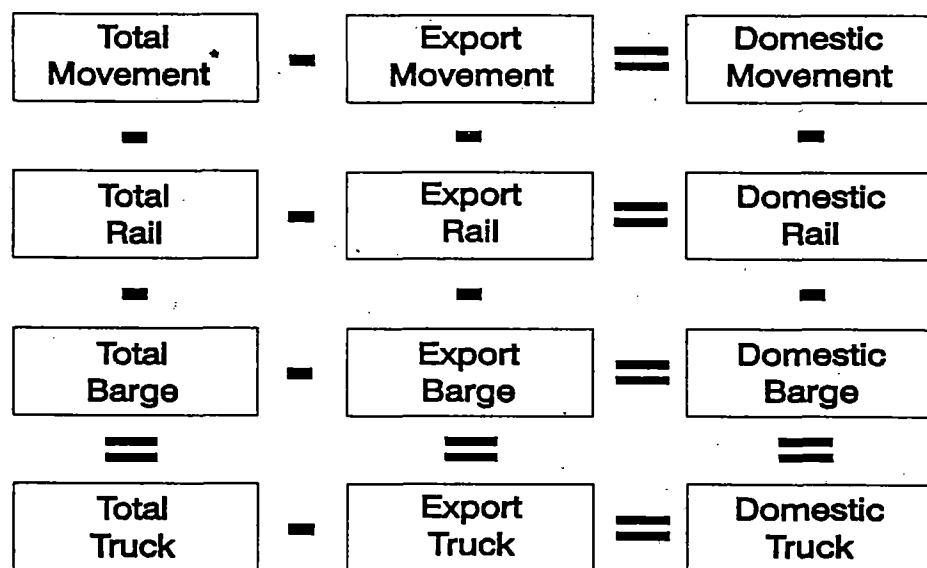 Total
Movement*
-
Export
Movement
=
Domestic
Movement
- - -
Total
Rail
-
Export
Rail
=
Domestic
Rail
- - -
Total
Barge
-
Export
Barge
=
Domestic
Barge
= = =
Total
Truck
-
Export
Truck
=
Domestic
Truck